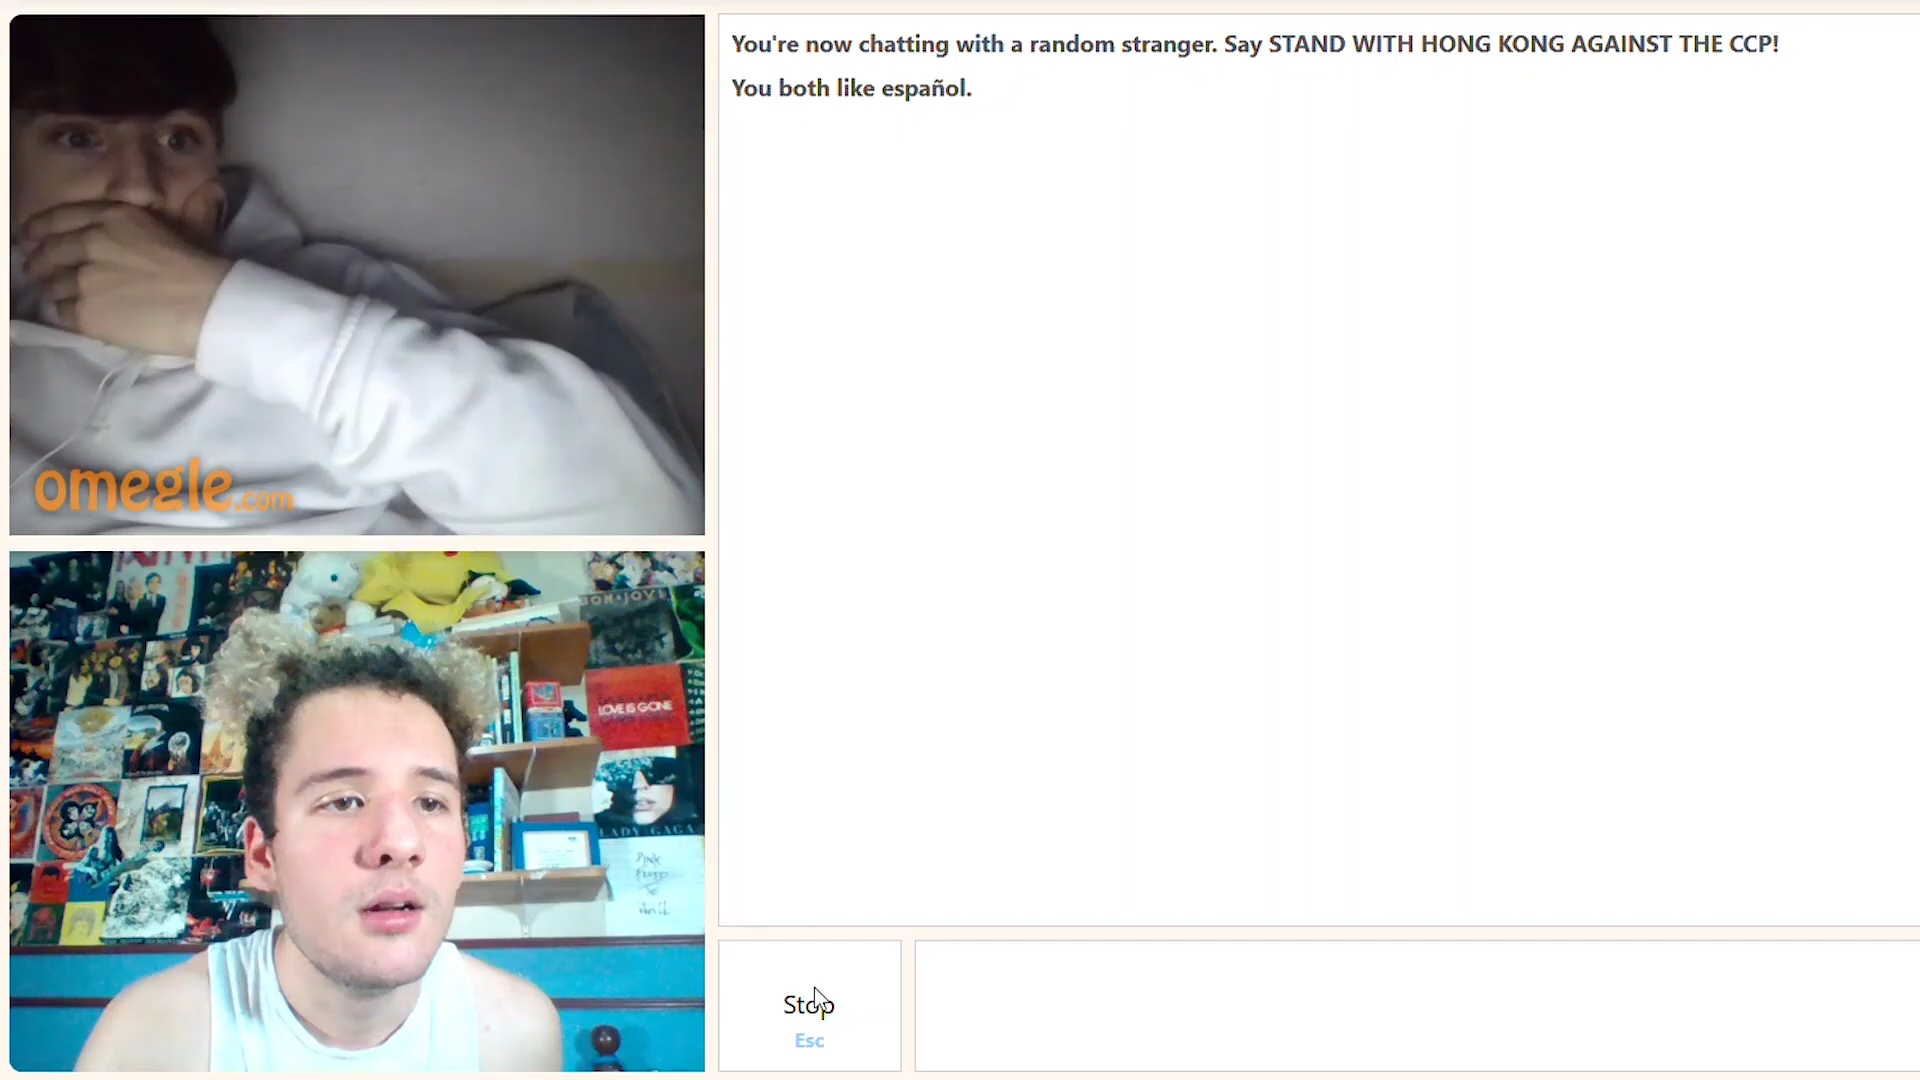 You're now chatting with a random stranger. Say STAND WITH HONG KONG AGAINST THE CCP!
You both like español.
omegle.com
BON JOVI
LOVE IS GONE
LADY GAGA
PINK
Stop
Esc